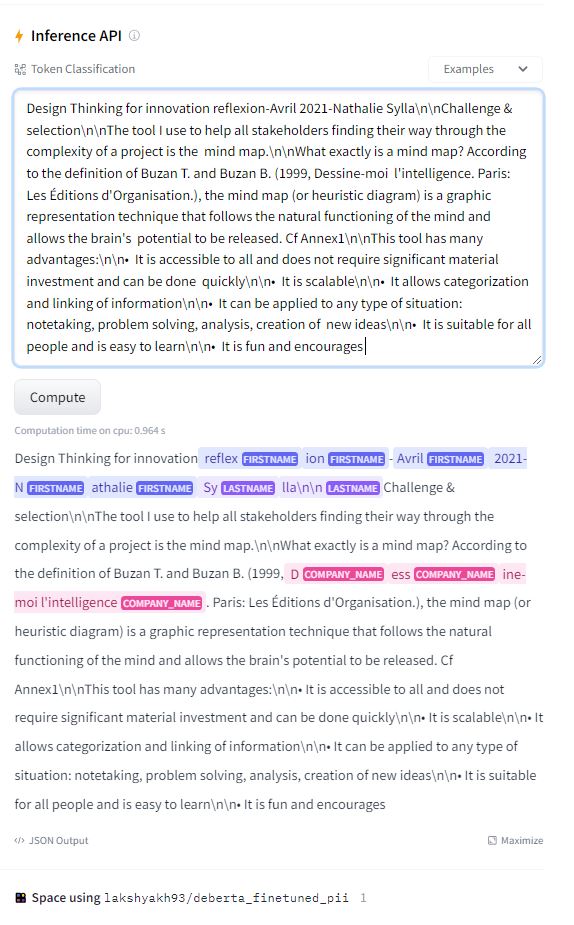 Inference API
Token Classification
Examples
Design Thinking for innovation reflexion-Avril 2021-Nathalie Sylla\n\nChallenge &
selection\n\nThe tool I use to help all stakeholders finding their way through the
complexity of a project is the  mind map.\n\nWhat exactly is a mind map? According
to the definition of Buzan T. and Buzan B. (1999, Dessine-moi  l'intelligence. Paris:
Les Éditions d'Organisation.), the mind map (or heuristic diagram) is a graphic
representation technique that follows the natural functioning of the mind and
allows the brain's  potential to be released. Cf Annex1\n\nThis tool has many
advantages:\n\n•  It is accessible to all and does not require significant material
investment and can be done  quickly\n\n•  It is scalable\n\n•  It allows categorization
and linking of information\n\n•  It can be applied to any type of situation:
notetaking, problem solving, analysis, creation of  new ideas\n\n•  It is suitable for all
people and is easy to learn\n\n•  It is fun and encourages
Compute
Computation time on cpu: 0.964 s
Design Thinking for innovation reflex FIRSTNAME ion FIRSTNAME - Avril FIRSTNAME 2021-
N FIRSTNAME athalie FIRSTNAME Sy LASTNAME lla\n\n LASTNAME Challenge &
selection\n\nThe tool I use to help all stakeholders finding their way through the
complexity of a project is the mind map.\n\nWhat exactly is a mind map? According to
the definition of Buzan T. and Buzan B. (1999, D COMPANY_NAME ess COMPANY_NAME ine-
moi l'intelligence COMPANY_NAME . Paris: Les Éditions d'Organisation.), the mind map (or
heuristic diagram) is a graphic representation technique that follows the natural
functioning of the mind and allows the brain's potential to be released. Cf
Annex1\n\nThis tool has many advantages:\n\n• It is accessible to all and does not
require significant material investment and can be done quickly\n\n• It is scalable\n\n• It
allows categorization and linking of information\n\n• It can be applied to any type of
situation: notetaking, problem solving, analysis, creation of new ideas\n\n• It is suitable
for all people and is easy to learn\n\n• It is fun and encourages
</> JSON Output
Maximize
Space using lakshyakh93/deberta_finetuned_pii 1